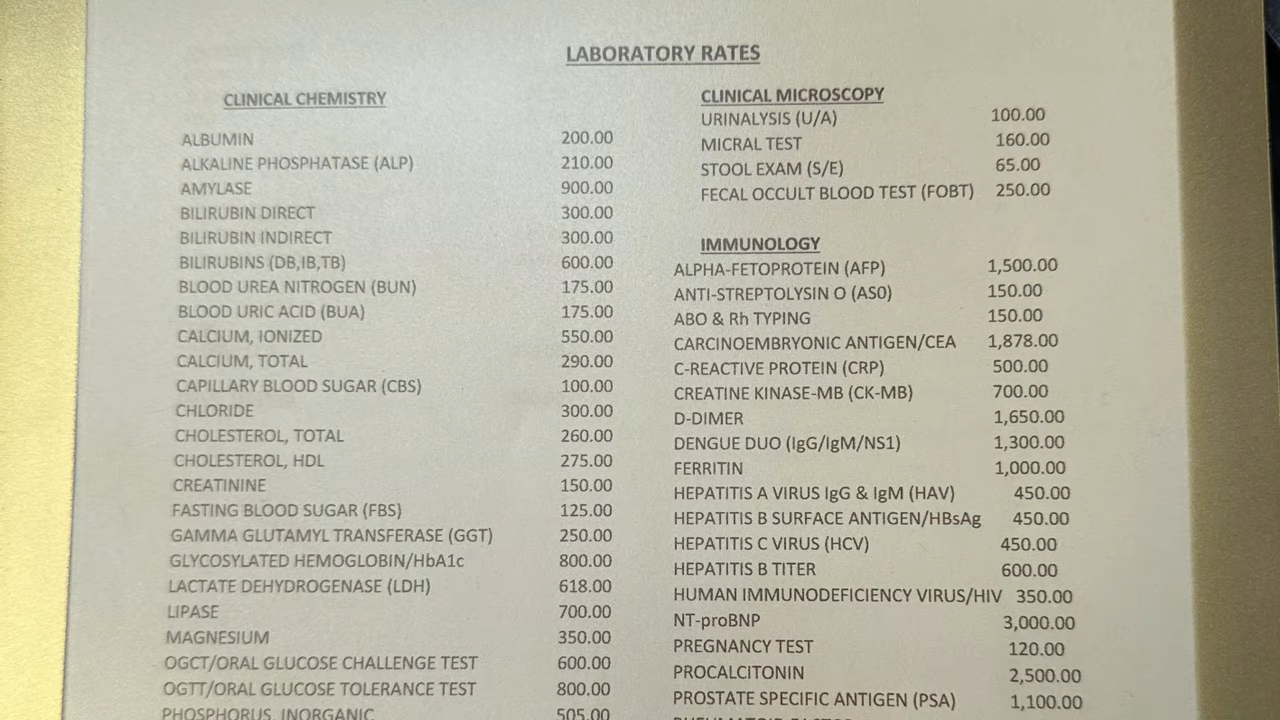 LABORATORY RATES
CLINICAL CHEMISTRY
ALBUMIN 200.00
ALKALINE PHOSPHATASE (ALP) 210.00
AMYLASE 900.00
BILIRUBIN DIRECT 300.00
BILIRUBIN INDIRECT 300.00
BILIRUBINS (DB,IB,TB) 600.00
BLOOD UREA NITROGEN (BUN) 175.00
BLOOD URIC ACID (BUA) 175.00
CALCIUM, IONIZED 550.00
CALCIUM, TOTAL 290.00
CAPILLARY BLOOD SUGAR (CBS) 100.00
CHLORIDE 300.00
CHOLESTEROL, TOTAL 260.00
CHOLESTEROL, HDL 275.00
CREATININE 150.00
FASTING BLOOD SUGAR (FBS) 125.00
GAMMA GLUTAMYL TRANSFERASE (GGT) 250.00
GLYCOSYLATED HEMOGLOBIN/HbA1c 800.00
LACTATE DEHYDROGENASE (LDH) 618.00
LIPASE 700.00
MAGNESIUM 350.00
OGCT/ORAL GLUCOSE CHALLENGE TEST 600.00
OGTT/ORAL GLUCOSE TOLERANCE TEST 800.00
PHOSPHORUS, INORGANIC 505.00
CLINICAL MICROSCOPY
URINALYSIS (U/A) 100.00
MICRAL TEST 160.00
STOOL EXAM (S/E) 65.00
FECAL OCCULT BLOOD TEST (FOBT) 250.00
IMMUNOLOGY
ALPHA-FETOPROTEIN (AFP) 1,500.00
ANTI-STREPTOLYSIN O (AS0) 150.00
ABO & Rh TYPING 150.00
CARCINOEMBRYONIC ANTIGEN/CEA 1,878.00
C-REACTIVE PROTEIN (CRP) 500.00
CREATINE KINASE-MB (CK-MB) 700.00
D-DIMER 1,650.00
DENGUE DUO (IgG/IgM/NS1) 1,300.00
FERRITIN 1,000.00
HEPATITIS A VIRUS IgG & IgM (HAV) 450.00
HEPATITIS B SURFACE ANTIGEN/HBsAg 450.00
HEPATITIS C VIRUS (HCV) 450.00
HEPATITIS B TITER 600.00
HUMAN IMMUNODEFICIENCY VIRUS/HIV 350.00
NT-proBNP 3,000.00
PREGNANCY TEST 120.00
PROCALCITONIN 2,500.00
PROSTATE SPECIFIC ANTIGEN (PSA) 1,100.00